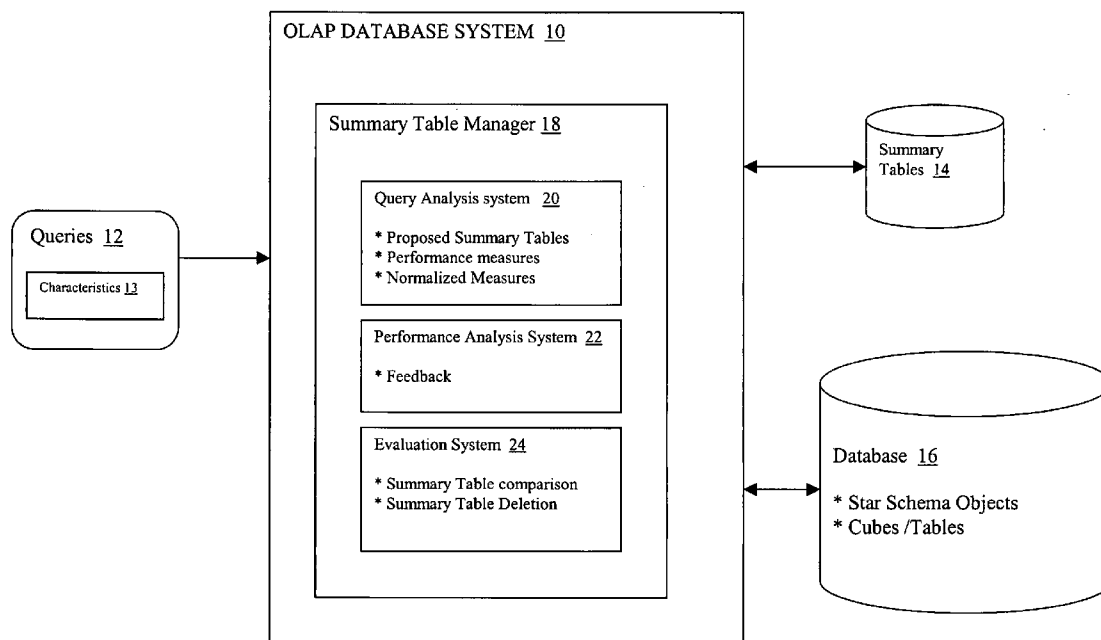 OLAP DATABASE SYSTEM 10
Summary Table Manager 18
Query Analysis system 20
* Proposed Summary Tables
* Performance measures
* Normalized Measures
Performance Analysis System 22
* Feedback
Evaluation System 24
* Summary Table comparison
* Summary Table Deletion
Queries 12
Characteristics 13
Summary
Tables 14
Database 16
* Star Schema Objects
* Cubes /Tables